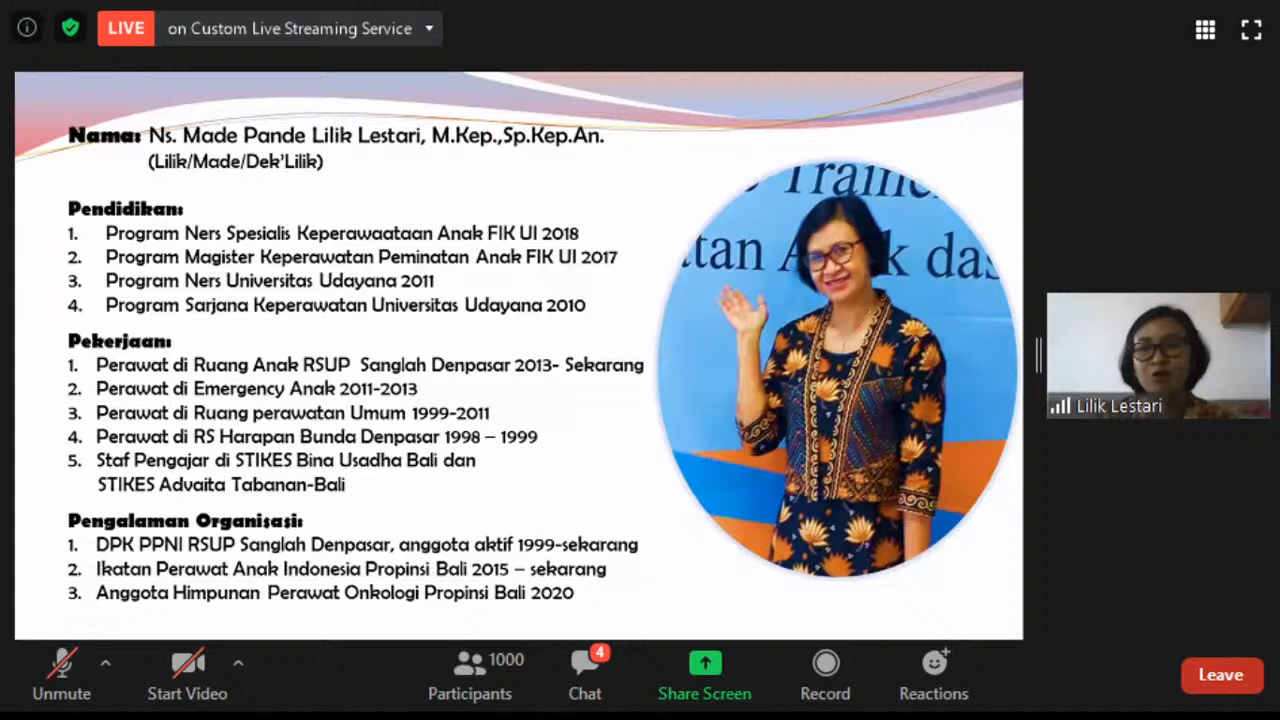 LIVE on Custom Live Streaming Service
Nama: Ns. Made Pande Lilik Lestari, M.Kep.,Sp.Kep.An.
(Lilik/Made/Dek'Lilik)
Pendidikan:
1. Program Ners Spesialis Keperawaataan Anak FIK UI 2018
2. Program Magister Keperawatan Peminatan Anak FIK UI 2017
3. Program Ners Universitas Udayana 2011
4. Program Sarjana Keperawatan Universitas Udayana 2010
Pekerjaan:
1. Perawat di Ruang Anak RSUP Sanglah Denpasar 2013- Sekarang
2. Perawat di Emergency Anak 2011-2013
3. Perawat di Ruang perawatan Umum 1999-2011
4. Perawat di RS Harapan Bunda Denpasar 1998 – 1999
5. Staf Pengajar di STIKES Bina Usadha Bali dan
STIKES Advaita Tabanan-Bali
Pengalaman Organisasi:
1. DPK PPNI RSUP Sanglah Denpasar, anggota aktif 1999-sekarang
2. Ikatan Perawat Anak Indonesia Propinsi Bali 2015 – sekarang
3. Anggota Himpunan Perawat Onkologi Propinsi Bali 2020
Lilik Lestari
1000
4
Unmute
Start Video
Participants
Chat
Share Screen
Record
Reactions
Leave